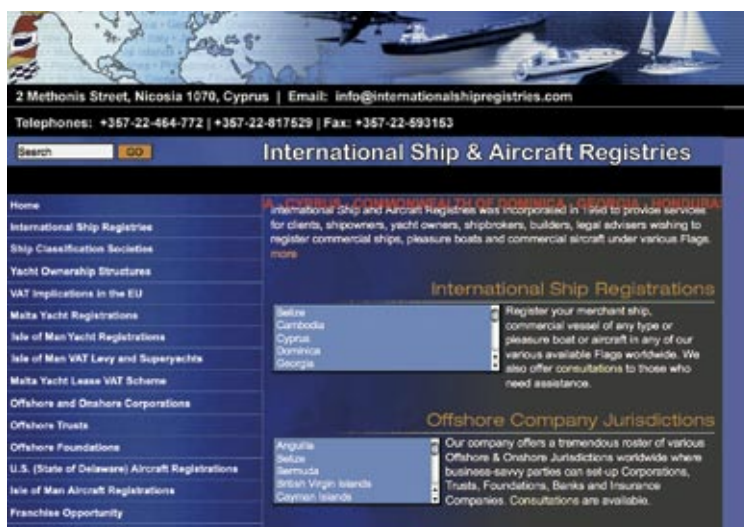 2 Methonis Street, Nicosia 1070, Cyprus | Email: info@internationalshipregistries.com
Telephones: +357-22-464-772 | +357-22-817529 | Fax: +357-22-593163
Search GO
International Ship & Aircraft Registries
Home
International Ship Registries
Ship Classification Societies
Yacht Ownership Structures
VAT Implications in the EU
Malta Yacht Registrations
Isle of Man Yacht Registrations
Isle of Man VAT Levy and Superyachts
Malta Yacht Lease VAT Scheme
Offshore and Onshore Corporations
Offshore Trusts
Offshore Foundations
U.S. (State of Delaware) Aircraft Registrations
Isle of Man Aircraft Registrations
Franchise Opportunity
A , CYPRUS , COMMONWEALTH OF DOMINICA , GEORGIA , HONDURAS
International Ship and Aircraft Registries was incorporated in to provide services
for clients, shipowners, yacht owners, shipbrokers, builders, legal advisers wishing to
register commercial ships, pleasure boats and commercial aircraft under various Flags.
more
International Ship Registrations
Belize
Cambodia
Cyprus
Dominica
Georgia
Register your merchant ship,
commercial vessel of any type or
pleasure boat or aircraft in any of our
various available Flags worldwide. We
also offer consultations to those who
need assistance.
Offshore Company Jurisdictions
Anguilla
Belize
Bermuda
British Virgin Islands
Cayman Islands
Our company offers a tremendous roster of various
Offshore & Onshore Jurisdictions worldwide where
business-savvy parties can set-up Corporations,
Trusts, Foundations, Banks and Insurance
Companies. Consultations are available.